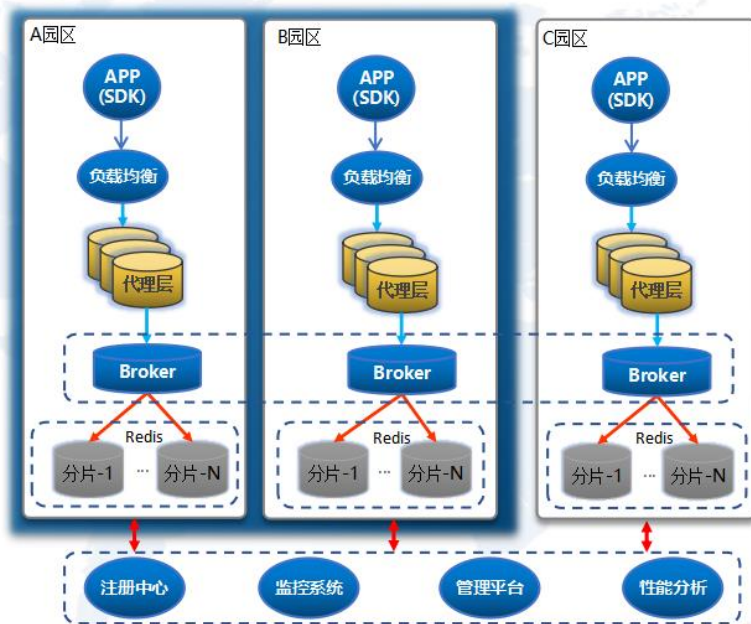 A园区
B园区
C园区
APP
(SDK)
APP
(SDK)
APP
(SDK)
负载均衡
负载均衡
负载均衡
代理层
代理层
代理层
Broker
Broker
Broker
Redis
Redis
Redis
分片-1 ... 分片-N
分片-1 ... 分片-N
分片-1 ... 分片-N
注册中心
监控系统
管理平台
性能分析